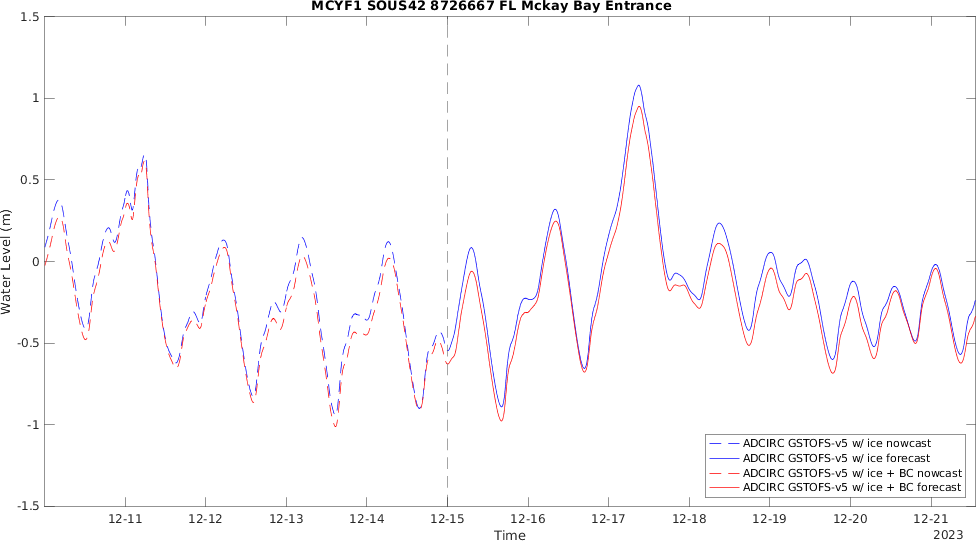 MCYF1 SOUS42 8726667 FL Mckay Bay Entrance
1.5
1
0.5
0
-0.5
-1
-1.5
Water Level (m)
12-11
12-12
12-13
12-14
12-15
12-16
12-17
12-18
12-19
12-20
12-21
2023
Time
ADCIRC GSTOFS-v5 w/ ice nowcast
ADCIRC GSTOFS-v5 w/ ice forecast
ADCIRC GSTOFS-v5 w/ ice + BC nowcast
ADCIRC GSTOFS-v5 w/ ice + BC forecast